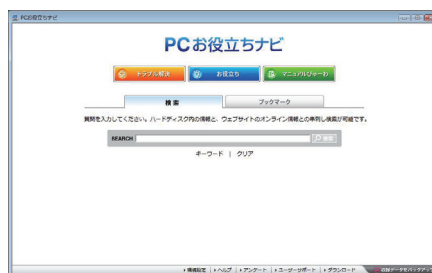 PCお役立ちナビ
PCお役立ちナビ
トラブル解決
お役立ち
マニュアルびゅーわ
検索
ブックマーク
質問を入力してください。ハードディスク内の情報と、ウェブサイトのオンライン情報との串刺し検索が可能です。
SEARCH
検索
キーワード | クリア
環境設定 | ヘルプ | アンケート | ユーザーサポート | ダウンロード